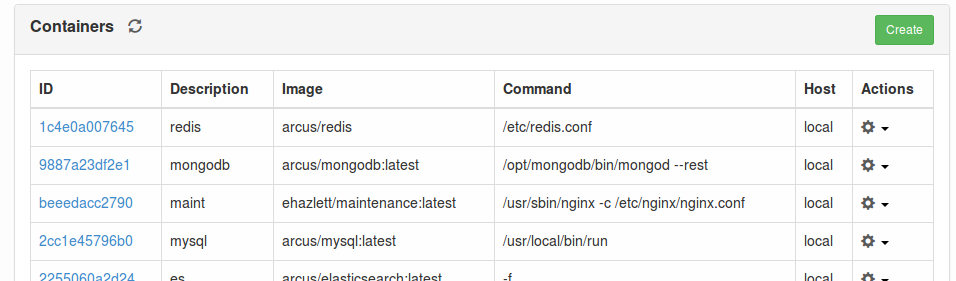 Containers
Create
ID Description Image Command Host Actions
1c4e0a007645 redis arcus/redis /etc/redis.conf local
9887a23df2e1 mongodb arcus/mongodb:latest /opt/mongodb/bin/mongod --rest local
beeedacc2790 maint ehazlett/maintenance:latest /usr/sbin/nginx -c /etc/nginx/nginx.conf local
2cc1e45796b0 mysql arcus/mysql:latest /usr/local/bin/run local
2255060a2d24 es arcus/elasticsearch:latest -f local